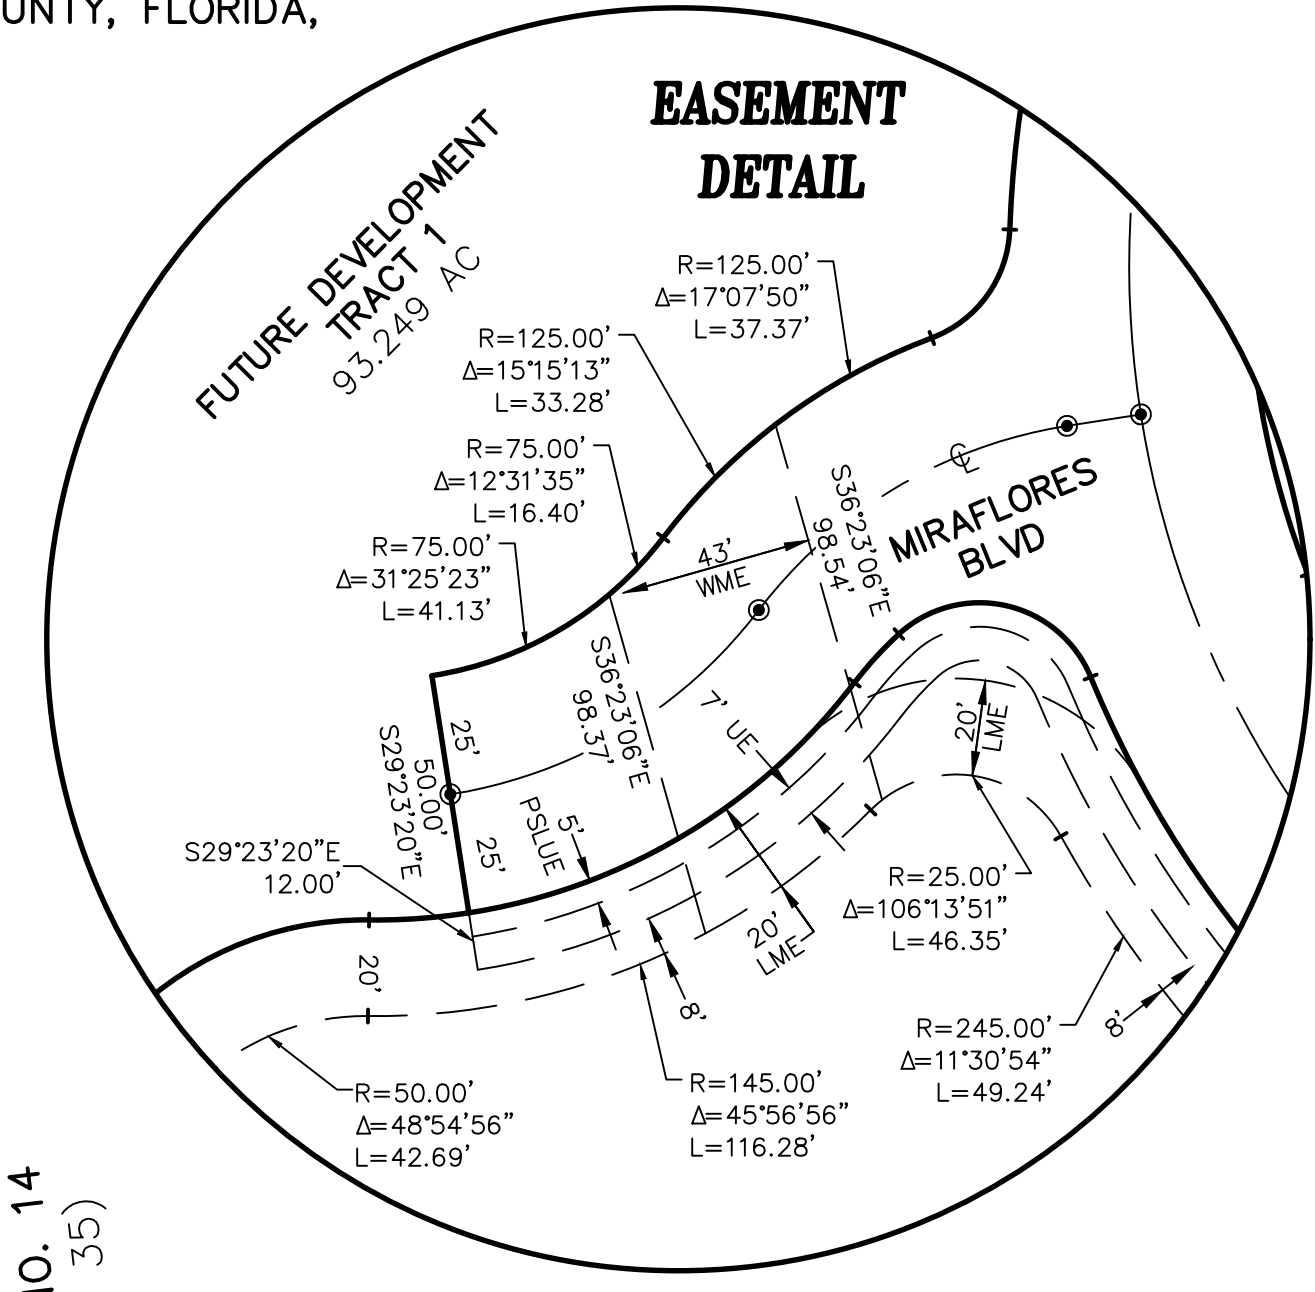 UNTY, FLORIDA,
EASEMENT
DETAIL
FUTURE DEVELOPMENT
TRACT 1
93.249 AC
R=125.00'
Δ=17°07'50"
L=37.37'
R=125.00'
Δ=15°15'13"
L=33.28'
R=75.00'
Δ=12°31'35"
L=16.40'
R=75.00'
Δ=31°25'23"
L=41.13'
43'
WME
S36°23'06"E
98.54'
℄
MIRAFLORES
BLVD
S36°23'06"E
98.37'
7' UE
20'
LME
25'
50.00'
S29°23'20"E
25'
5'
PSLUE
S29°23'20"E
12.00'
20'
20'
LME
8'
R=25.00'
Δ=106°13'51"
L=46.35'
R=245.00'
Δ=11°30'54"
L=49.24'
8'
R=50.00'
Δ=48°54'56"
L=42.69'
R=145.00'
Δ=45°56'56"
L=116.28'
NO. 14
35)